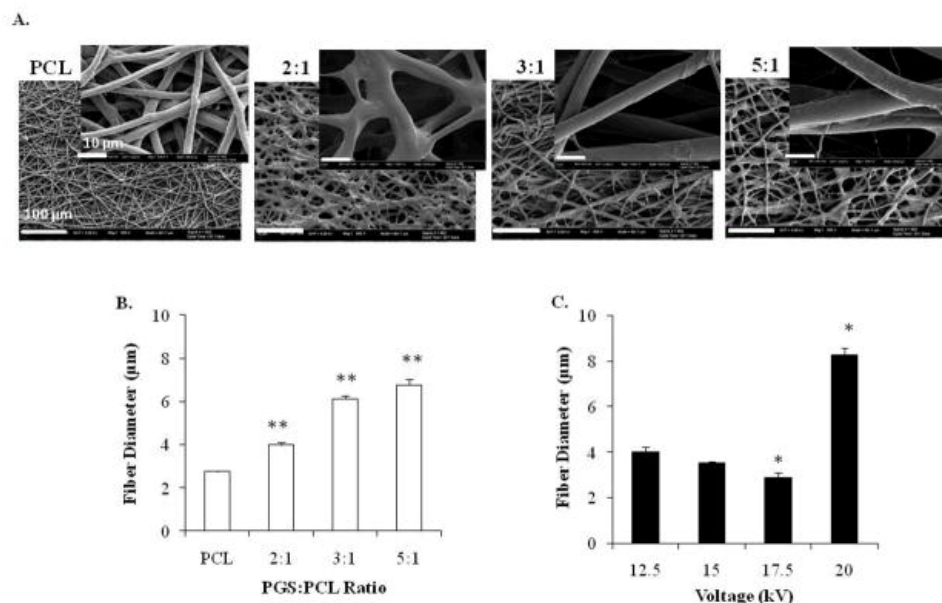 A.
PCL
2:1
3:1
5:1
10 µm
100 µm
B.
Fiber Diameter (µm)
10
8
6
4
2
0
**
**
**
PCL 2:1 3:1 5:1
PGS:PCL Ratio
C.
Fiber Diameter (µm)
10
8
6
4
2
0
*
*
12.5 15 17.5 20
Voltage (kV)